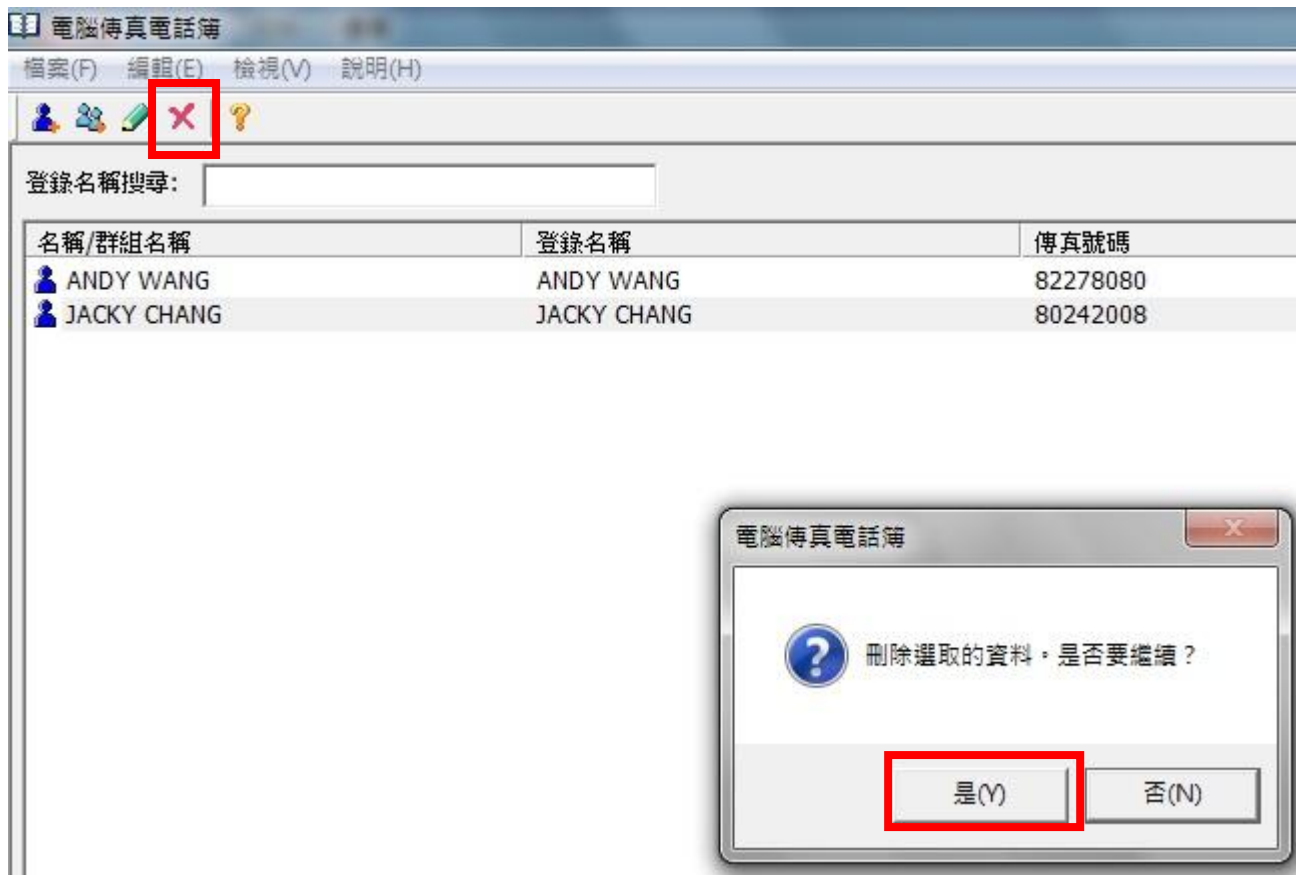 電腦傳真電話簿
檔案(F) 編輯(E) 檢視(V) 說明(H)
登錄名稱搜尋:
名稱/群組名稱 登錄名稱 傳真號碼
ANDY WANG ANDY WANG 82278080
JACKY CHANG JACKY CHANG 80242008
電腦傳真電話簿
刪除選取的資料。是否要繼續?
是(Y) 否(N)